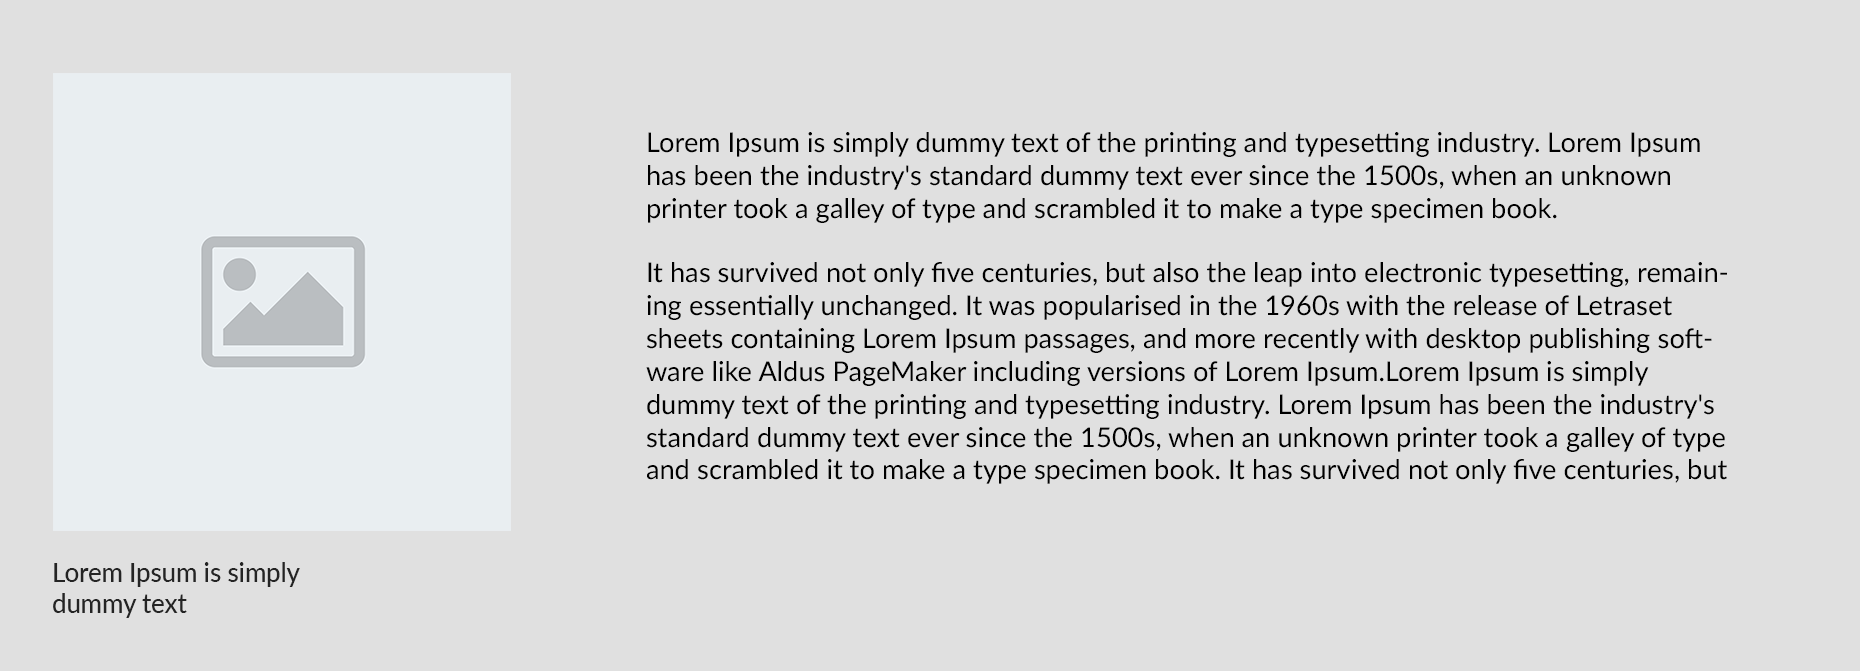 Lorem Ipsum is simply dummy text of the printing and typesetting industry. Lorem Ipsum
has been the industry's standard dummy text ever since the 1500s, when an unknown
printer took a galley of type and scrambled it to make a type specimen book.
It has survived not only five centuries, but also the leap into electronic typesetting, remain-
ing essentially unchanged. It was popularised in the 1960s with the release of Letraset
sheets containing Lorem Ipsum passages, and more recently with desktop publishing soft-
ware like Aldus PageMaker including versions of Lorem Ipsum.Lorem Ipsum is simply
dummy text of the printing and typesetting industry. Lorem Ipsum has been the industry's
standard dummy text ever since the 1500s, when an unknown printer took a galley of type
and scrambled it to make a type specimen book. It has survived not only five centuries, but
Lorem Ipsum is simply
dummy text